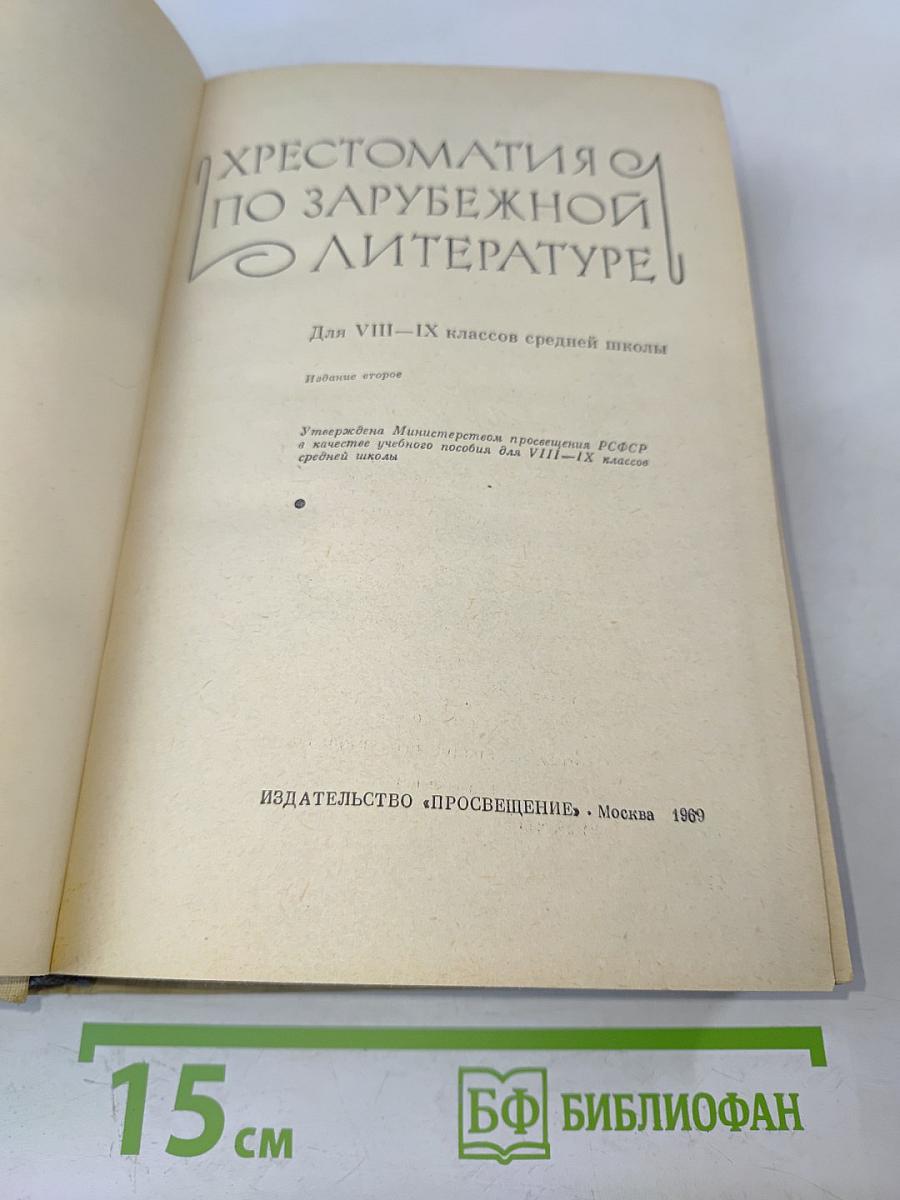 ХРЕСТОМАТИЯ
ПО ЗАРУБЕЖНОЙ
ЛИТЕРАТУРЕ
Для VIII—IX классов средней школы
Издание второе
Утверждена Министерством просвещения РСФСР
в качестве учебного пособия для VIII—IX классов
средней школы
ИЗДАТЕЛЬСТВО «ПРОСВЕЩЕНИЕ» · Москва 1969
15 см
БФ БИБЛИОФАН